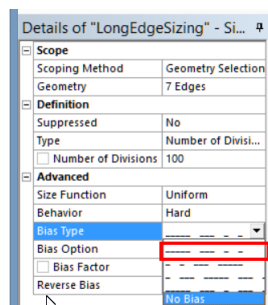 Details of "LongEdgeSizing" - Si...
Scope
Scoping Method Geometry Selection
Geometry 7 Edges
Definition
Suppressed No
Type Number of Divisi...
Number of Divisions 100
Advanced
Size Function Uniform
Behavior Hard
Bias Type
Bias Option
Bias Factor
Reverse Bias
No Bias